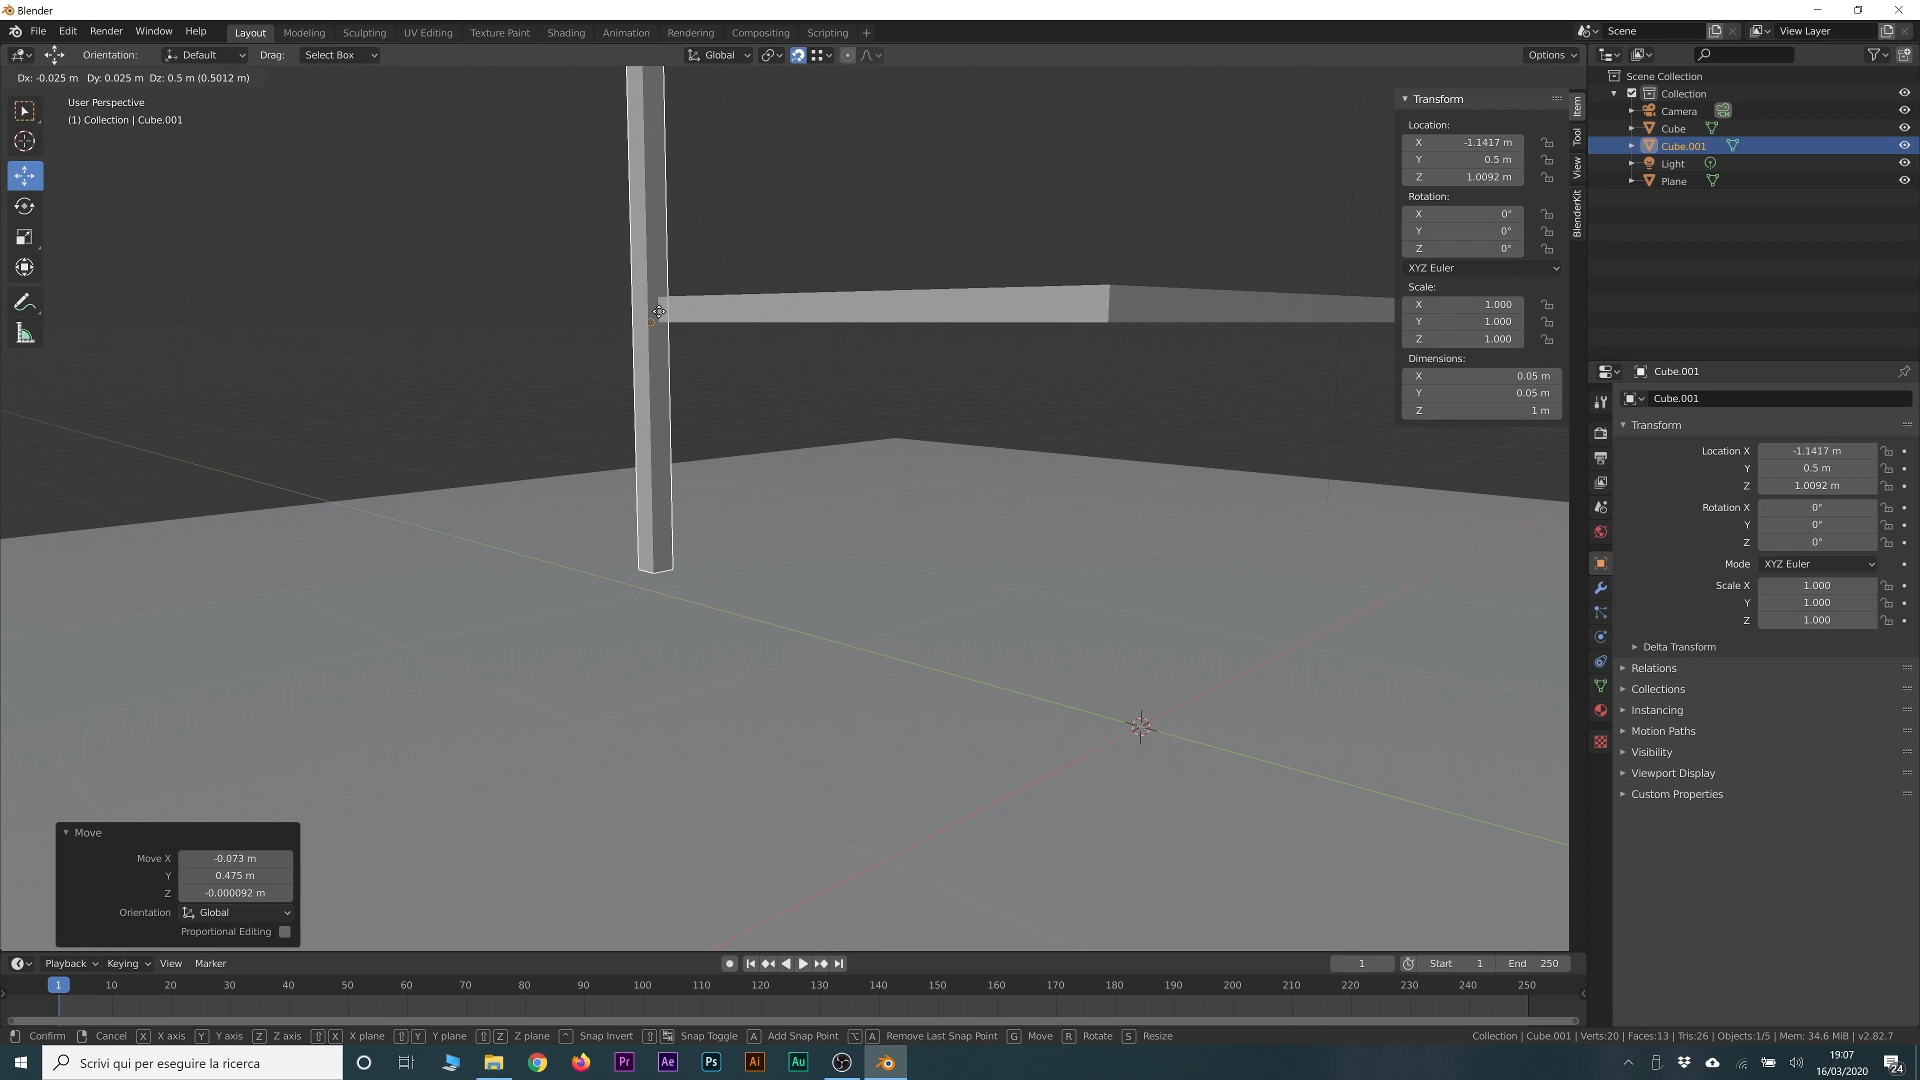 Blender
File Edit Render Window Help Layout Modeling Sculpting UV Editing Texture Paint Shading Animation Rendering Compositing Scripting + Scene View Layer
Orientation: Default Drag: Select Box Global Options
Dx: -0.025 m Dy: 0.025 m Dz: 0.5 m (0.5012 m)
User Perspective
(1) Collection | Cube.001
Transform
Location:
X -1.1417 m
Y 0.5 m
Z 1.0092 m
Rotation:
X 0°
Y 0°
Z 0°
XYZ Euler
Scale:
X 1.000
Y 1.000
Z 1.000
Dimensions:
X 0.05 m
Y 0.05 m
Z 1 m
Item
Tool
View
BlenderKit
Scene Collection
Collection
Camera
Cube
Cube.001
Light
Plane
Cube.001
Cube.001
Transform
Location X -1.1417 m
Y 0.5 m
Z 1.0092 m
Rotation X 0°
Y 0°
Z 0°
Mode XYZ Euler
Scale X 1.000
Y 1.000
Z 1.000
Delta Transform
Relations
Collections
Instancing
Motion Paths
Visibility
Viewport Display
Custom Properties
Move
Move X -0.073 m
Y 0.475 m
Z -0.000092 m
Orientation Global
Proportional Editing
Playback Keying View Marker 1 Start 1 End 250
1 10 20 30 40 50 60 70 80 90 100 110 120 130 140 150 160 170 180 190 200 210 220 230 240 250
Confirm Cancel X X axis Y Y axis Z Z axis X X plane Y Y plane Z Z plane ^ Snap Invert Snap Toggle A Add Snap Point A Remove Last Snap Point G Move R Rotate S Resize Collection | Cube.001 | Verts:20 | Faces:13 | Tris:26 | Objects:1/5 | Mem: 34.6 MiB | v2.82.7
Scrivi qui per eseguire la ricerca Pr Ae Ps Ai Au 19:07
16/03/2020 24